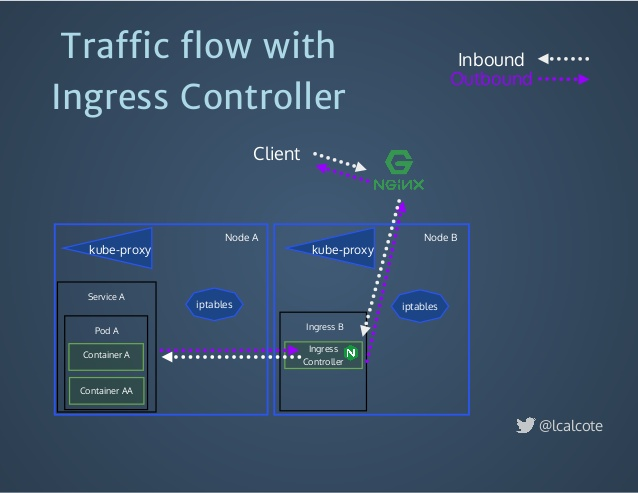 Traffic flow with
Ingress Controller
Inbound
Outbound
Client
NGINX
kube-proxy
Node A
kube-proxy
Node B
Service A
iptables
iptables
Pod A
Ingress B
Container A
Ingress
Controller
N
Container AA
@lcalcote